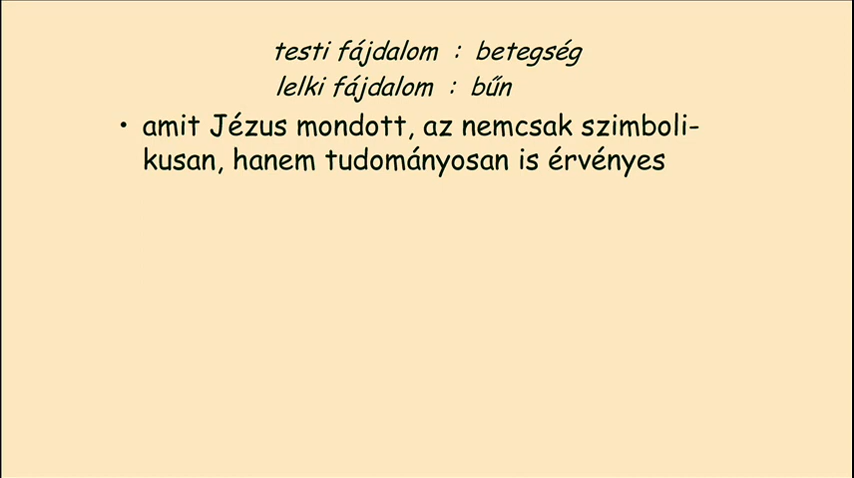 testi fájdalom : betegség
lelki fájdalom : bűn
• amit Jézus mondott, az nemcsak szimboli-
kusan, hanem tudományosan is érvényes